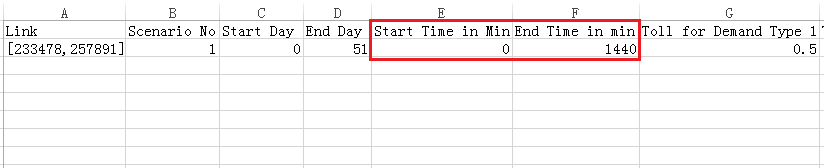 A B C D E F G
Link Scenario No Start Day End Day Start Time in Min End Time in min Toll for Demand Type 1
[233478,257891] 1 0 51 0 1440 0.5